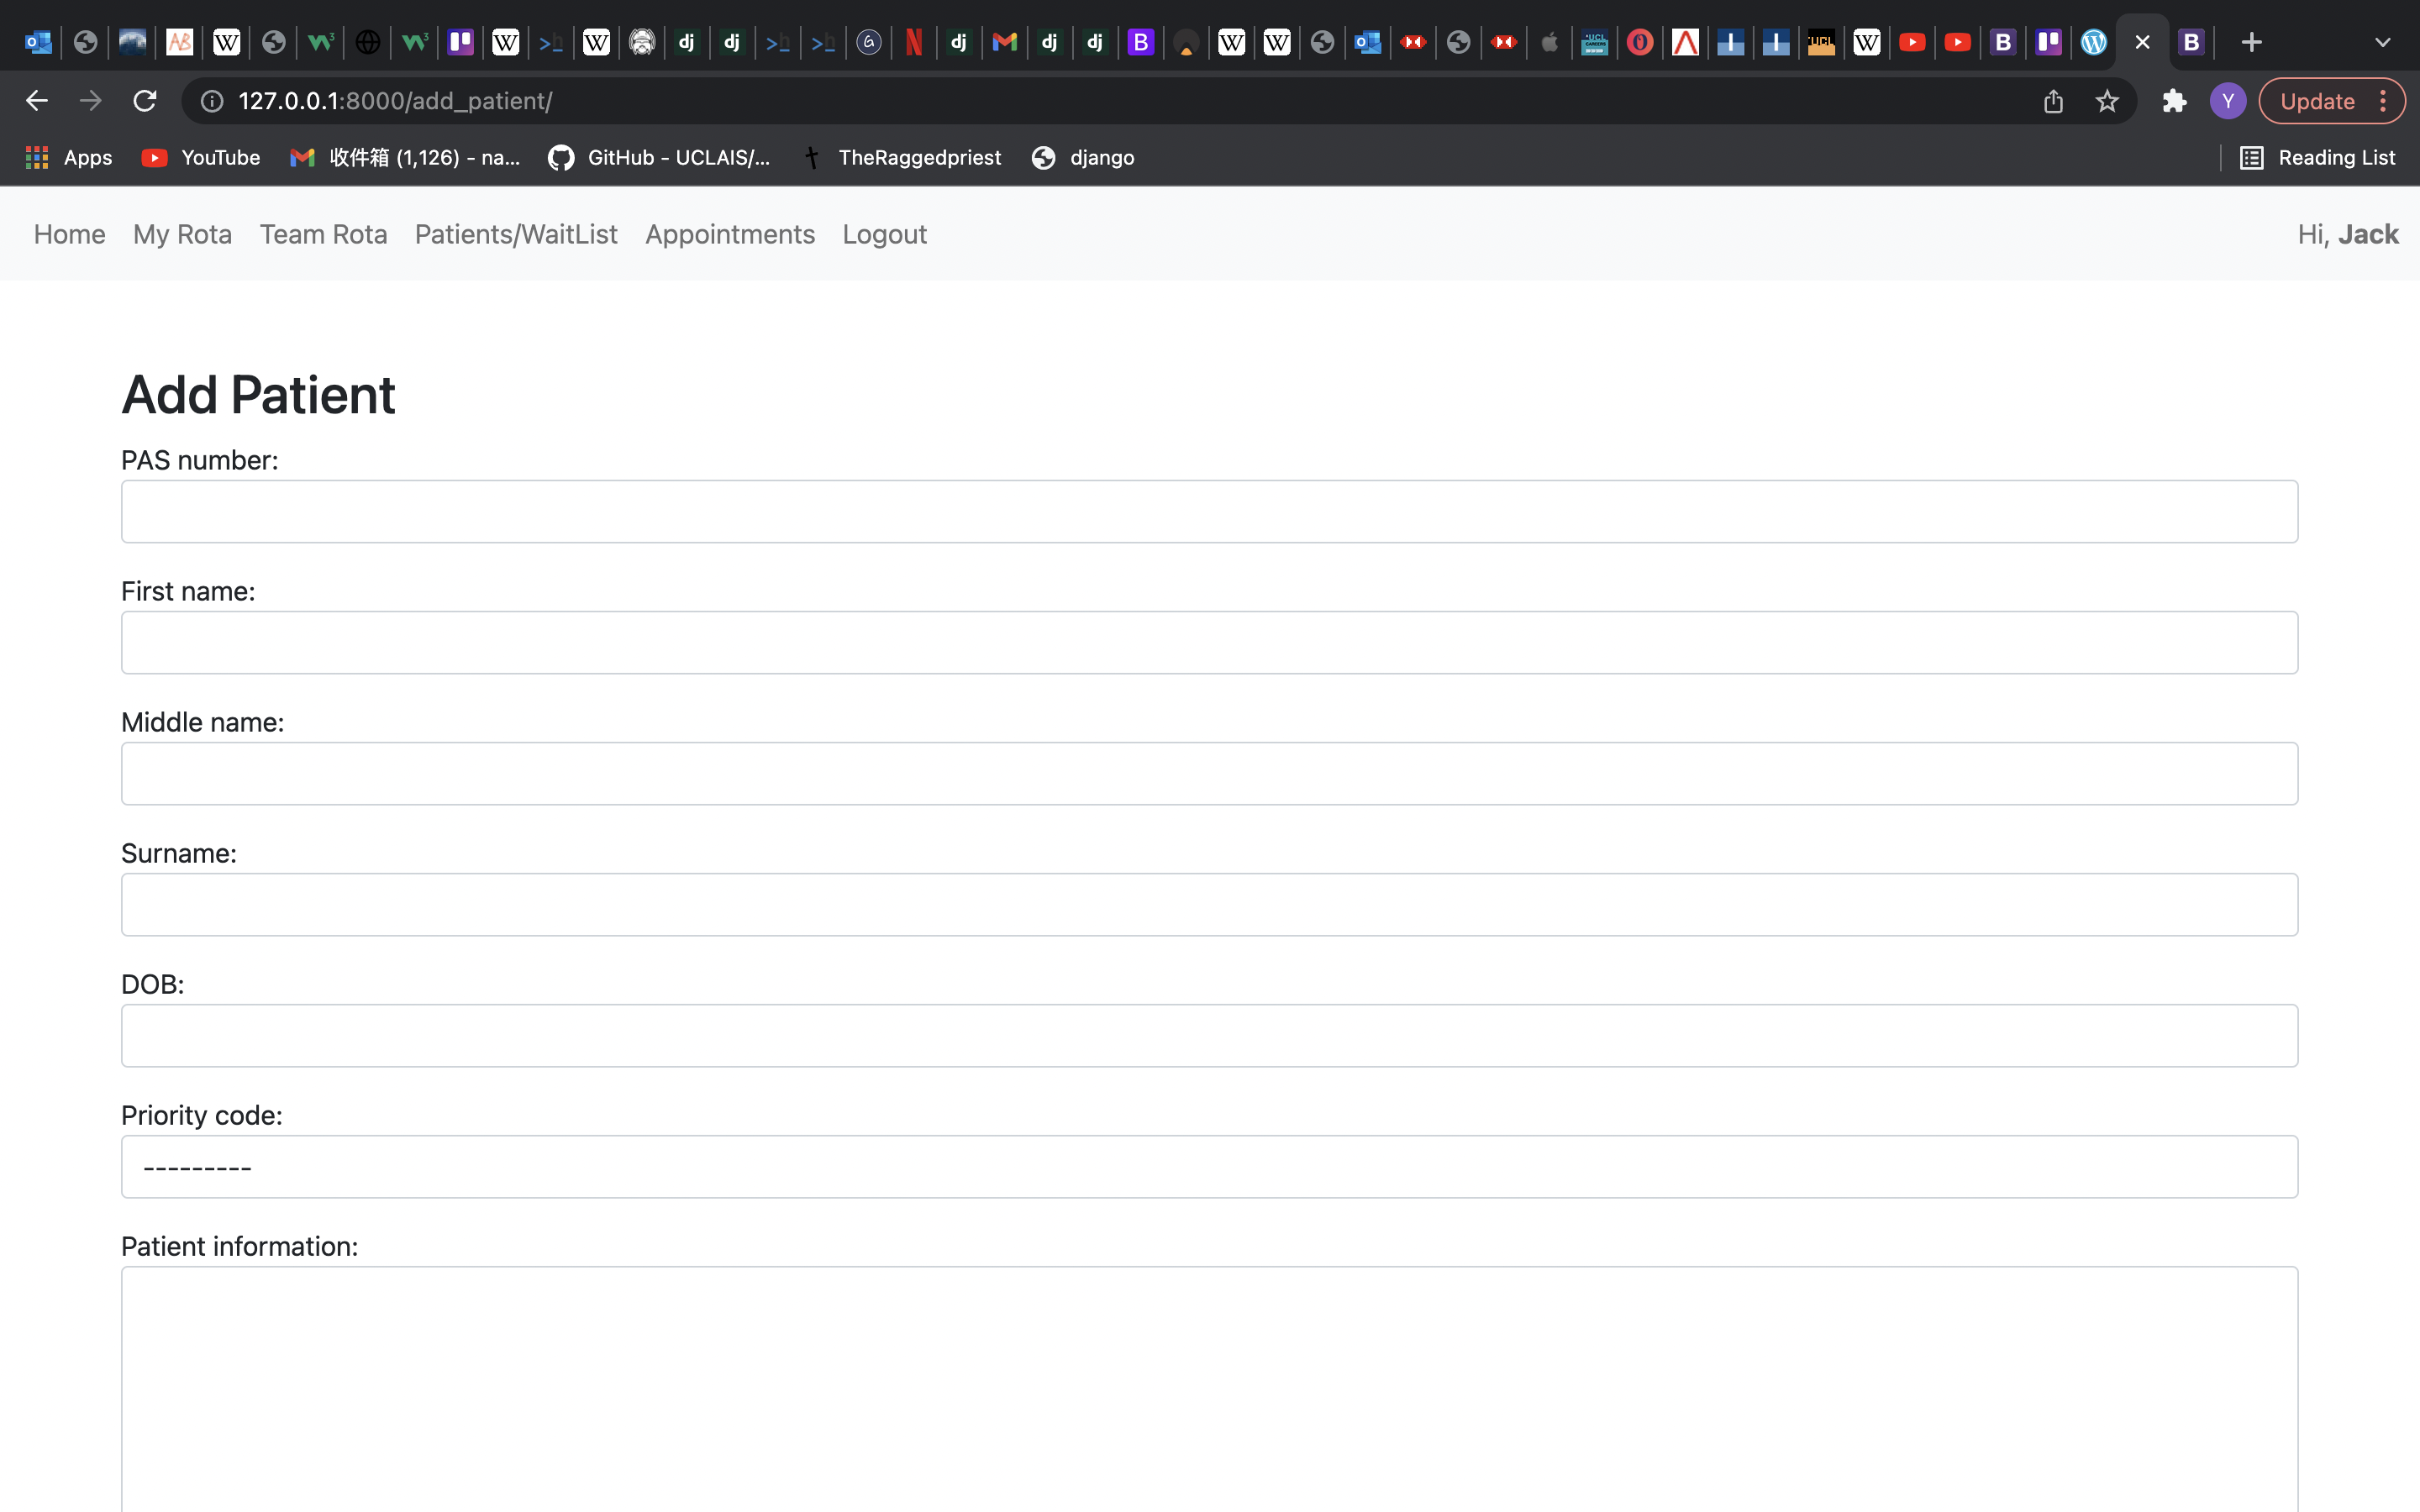 127.0.0.1:8000/add_patient/
Update
Apps
YouTube
收件箱 (1,126) - na...
GitHub - UCLAIS/...
TheRaggedpriest
django
Reading List
Home
My Rota
Team Rota
Patients/WaitList
Appointments
Logout
Hi, Jack
Add Patient
PAS number:
First name:
Middle name:
Surname:
DOB:
Priority code:
---------
Patient information: